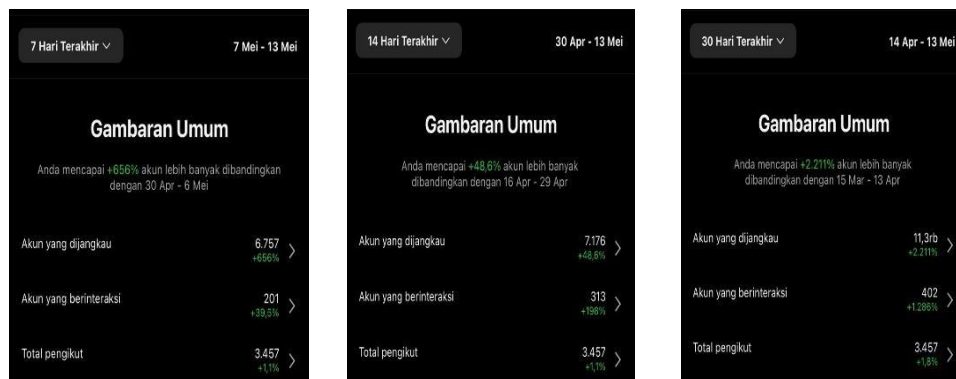 7 Hari Terakhir
7 Mei - 13 Mei
Gambaran Umum
Anda mencapai +656% akun lebih banyak dibandingkan
dengan 30 Apr - 6 Mei
Akun yang dijangkau
6.757
+656%
Akun yang berinteraksi
201
+39,5%
Total pengikut
3.457
+1,1%
14 Hari Terakhir
30 Apr - 13 Mei
Gambaran Umum
Anda mencapai +48,6% akun lebih banyak
dibandingkan dengan 16 Apr - 29 Apr
Akun yang dijangkau
7.176
+48,6%
Akun yang berinteraksi
313
+198%
Total pengikut
3.457
+1,1%
30 Hari Terakhir
14 Apr - 13 Mei
Gambaran Umum
Anda mencapai +2.211% akun lebih banyak
dibandingkan dengan 15 Mar - 13 Apr
Akun yang dijangkau
11,3rb
+2.211%
Akun yang berinteraksi
402
+1.286%
Total pengikut
3.457
+1,8%